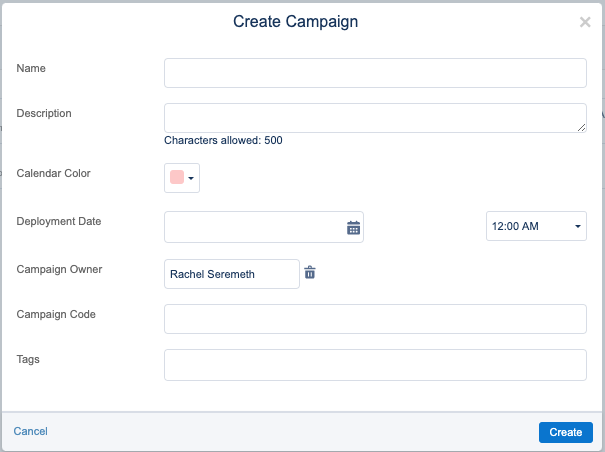 Create Campaign
Name
Description
Characters allowed: 500
Calendar Color
Deployment Date
12:00 AM
Campaign Owner
Rachel Seremeth
Campaign Code
Tags
Cancel
Create